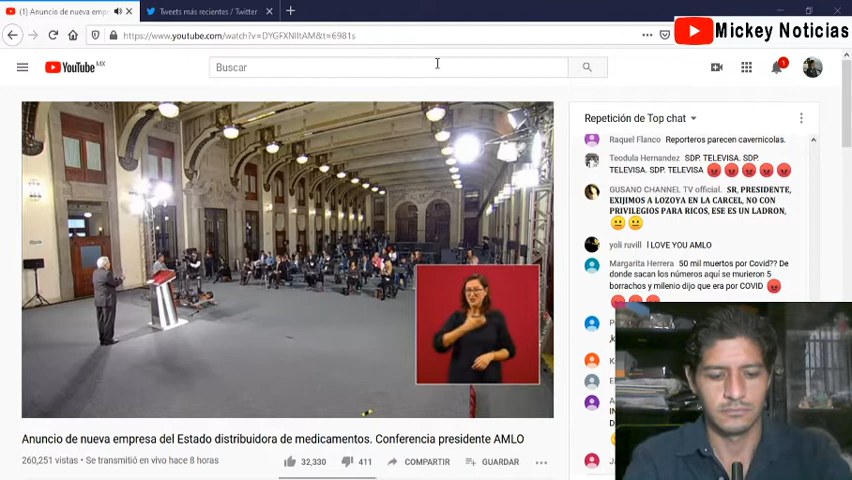 Anuncio de nueva empre
Tweets más recientes / Twitter
https://www.youtube.com/watch?v=DYGFXNIItAM&t=6981s
Mickey Noticias
YouTube MX
Buscar
1
Repetición de Top chat
Raquel Flanco Reporteros parecen cavernicolas.
Teodula Hernandez SDP. TELEVISA. SDP.
TELEVISA. SDP. TELEVISA.
GUSANO CHANNEL TV official. SR, PRESIDENTE,
EXIJIMOS A LOZOYA EN LA CARCEL, NO CON
PRIVILEGIOS PARA RICOS, ESE ES UN LADRON,
yoli ruvill I LOVE YOU AMLO
Margarita Herrera 50 mil muertos por Covid?? De
donde sacan los números aquí se murieron 5
borrachos y milenio dijo que era por COVID
Anuncio de nueva empresa del Estado distribuidora de medicamentos. Conferencia presidente AMLO
260,251 vistas • Se transmitió en vivo hace 8 horas
32,330
411
COMPARTIR
GUARDAR